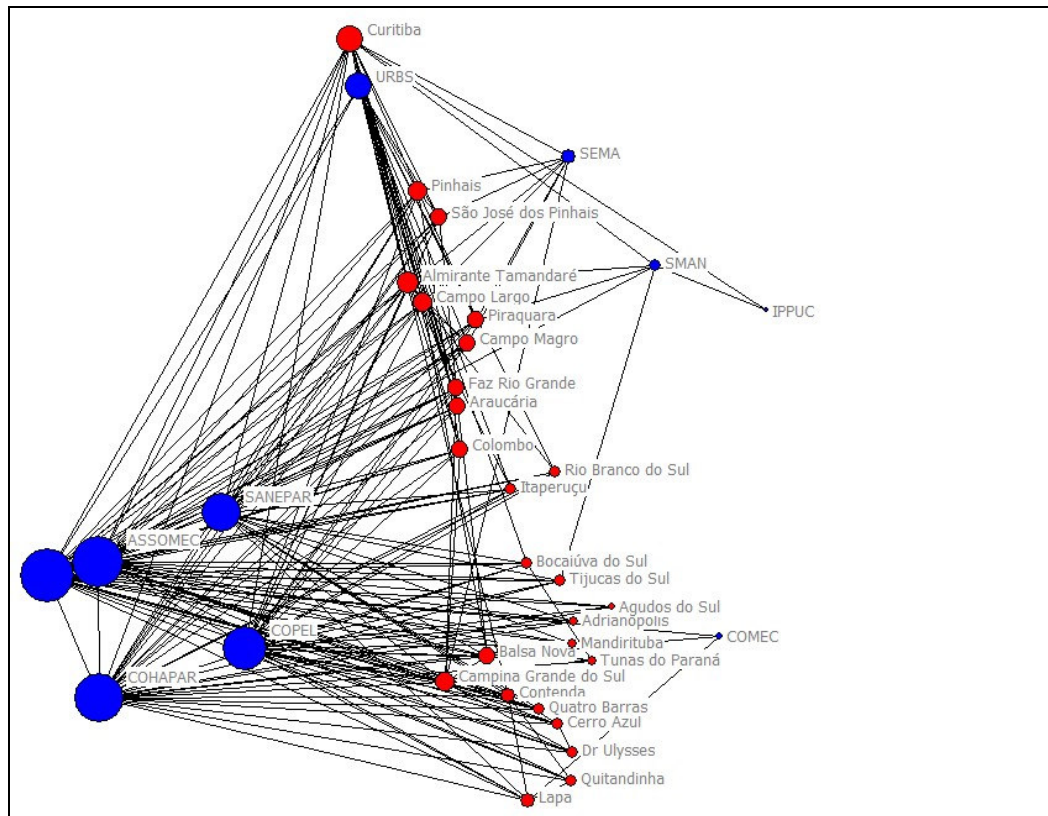 Curitiba
URBS
SEMA
Pinhais
São José dos Pinhais
SMAN
Almirante Tamandaré
Campo Largo
IPPUC
Piraquara
Campo Magro
Faz Rio Grande
Araucária
Colombo
Rio Branco do Sul
Itaperuçu
SANEPAR
ASSOMEC
Bocaiúva do Sul
Tijucas do Sul
Agudos do Sul
Adrianópolis
COPEL
COMEC
Mandirituba
Balsa Nova
Tunas do Paraná
COHAPAR
Campina Grande do Sul
Contenda
Quatro Barras
Cerro Azul
Dr Ulysses
Quitandinha
Lapa